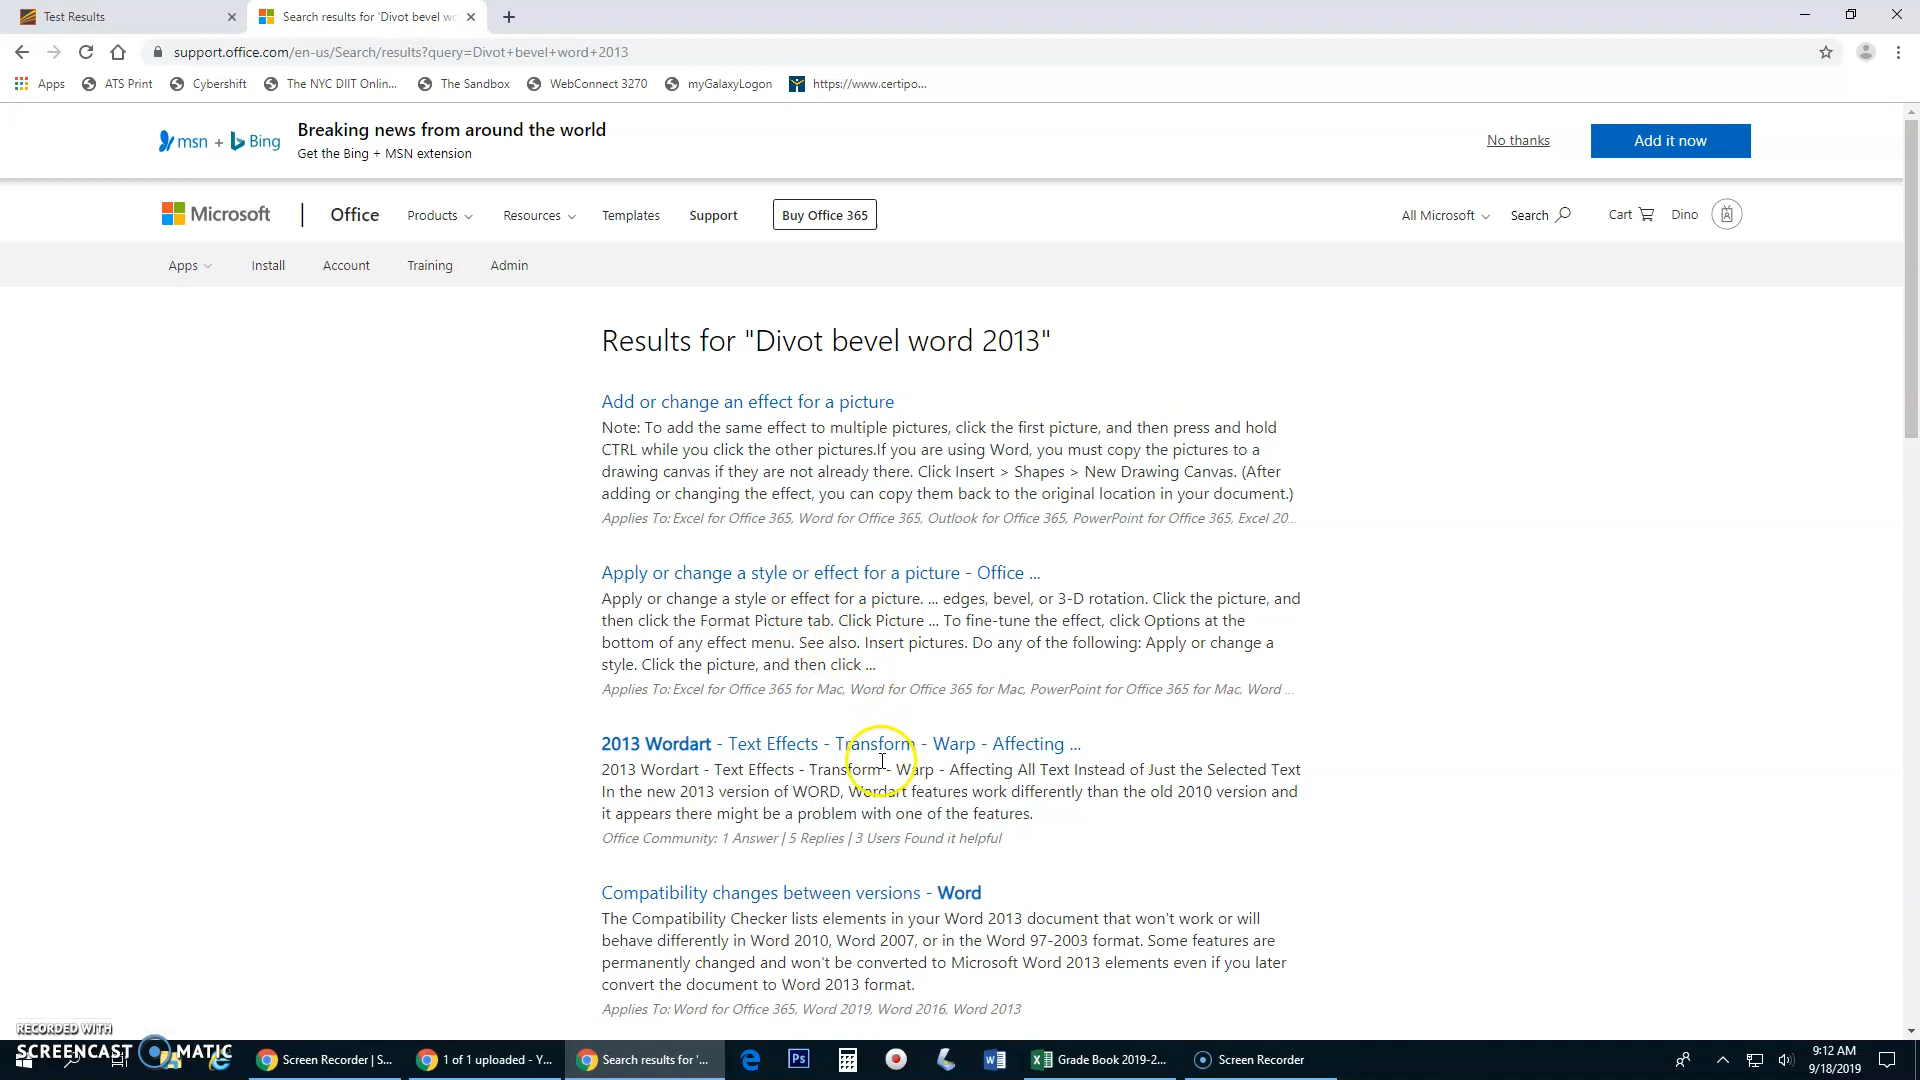 Test Results
Search results for 'Divot bevel wo
support.office.com/en-us/Search/results?query=Divot+bevel+word+2013
Apps ATS Print Cybershift The NYC DIIT Onlin... The Sandbox WebConnect 3270 myGalaxyLogon https://www.certipo...
msn + Bing
Breaking news from around the world
Get the Bing + MSN extension
No thanks
Add it now
Microsoft Office Products Resources Templates Support Buy Office 365 All Microsoft Search Cart Dino
Apps Install Account Training Admin
Results for "Divot bevel word 2013"
Add or change an effect for a picture
Note: To add the same effect to multiple pictures, click the first picture, and then press and hold
CTRL while you click the other pictures.If you are using Word, you must copy the pictures to a
drawing canvas if they are not already there. Click Insert > Shapes > New Drawing Canvas. (After
adding or changing the effect, you can copy them back to the original location in your document.)
Applies To: Excel for Office 365, Word for Office 365, Outlook for Office 365, PowerPoint for Office 365, Excel 20...
Apply or change a style or effect for a picture - Office ...
Apply or change a style or effect for a picture. ... edges, bevel, or 3-D rotation. Click the picture, and
then click the Format Picture tab. Click Picture ... To fine-tune the effect, click Options at the
bottom of any effect menu. See also. Insert pictures. Do any of the following: Apply or change a
style. Click the picture, and then click ...
Applies To: Excel for Office 365 for Mac, Word for Office 365 for Mac, PowerPoint for Office 365 for Mac, Word ...
2013 Wordart - Text Effects - Transform - Warp - Affecting ...
2013 Wordart - Text Effects - Transform - Warp - Affecting All Text Instead of Just the Selected Text
In the new 2013 version of WORD, Wordart features work differently than the old 2010 version and
it appears there might be a problem with one of the features.
Office Community: 1 Answer | 5 Replies | 3 Users Found it helpful
Compatibility changes between versions - Word
The Compatibility Checker lists elements in your Word 2013 document that won't work or will
behave differently in Word 2010, Word 2007, or in the Word 97-2003 format. Some features are
permanently changed and won't be converted to Microsoft Word 2013 elements even if you later
convert the document to Word 2013 format.
Applies To: Word for Office 365, Word 2019, Word 2016, Word 2013
RECORDED WITH
SCREENCAST MATIC
Screen Recorder | S... 1 of 1 uploaded - Y... Search results for '... Ps Grade Book 2019-2... Screen Recorder
9:12 AM
9/18/2019